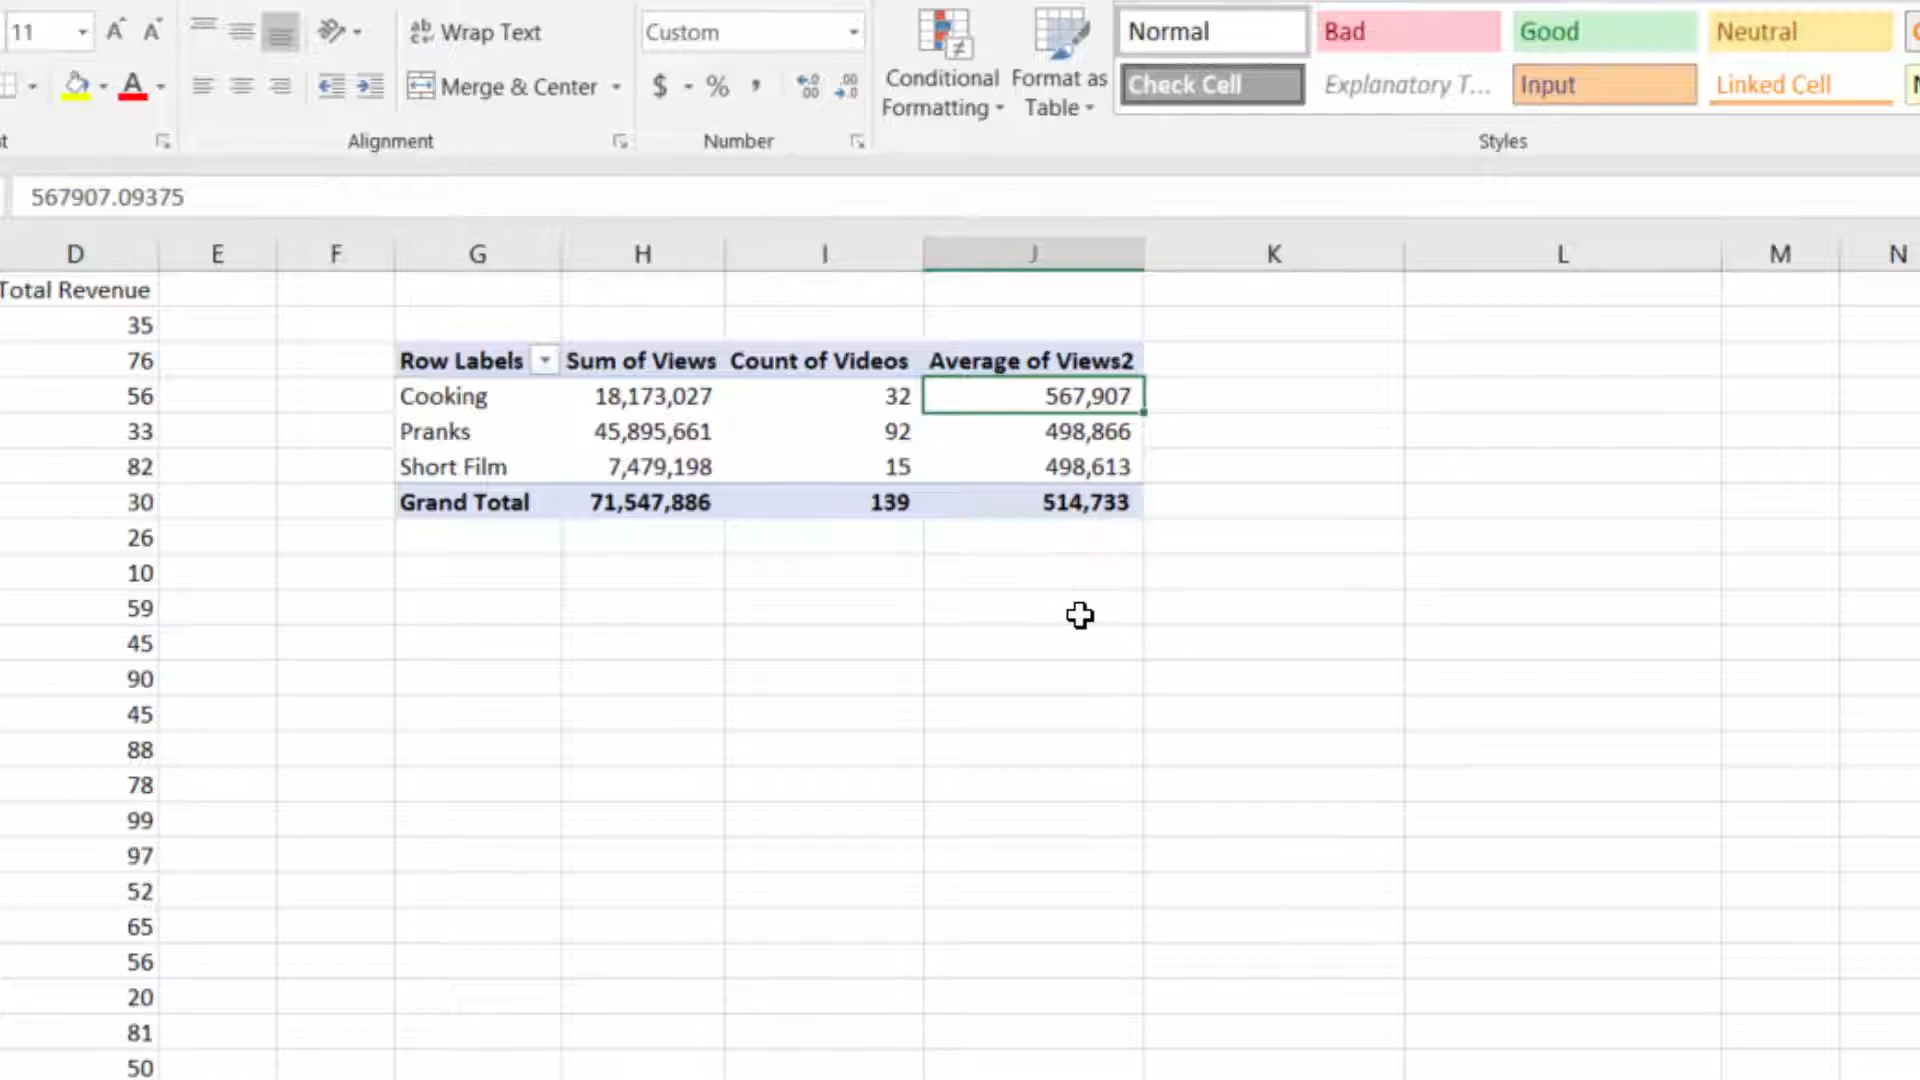 11 Wrap Text Custom Normal Bad Good Neutral
Merge & Center $ % , Conditional Formatting Format as Table Check Cell Explanatory T... Input Linked Cell
Alignment Number Styles
567907.09375
D E F G H I J K L M N
Total Revenue
35
76 Row Labels Sum of Views Count of Videos Average of Views2
56 Cooking 18,173,027 32 567,907
33 Pranks 45,895,661 92 498,866
82 Short Film 7,479,198 15 498,613
30 Grand Total 71,547,886 139 514,733
26
10
59
45
90
45
88
78
99
97
52
65
56
20
81
50